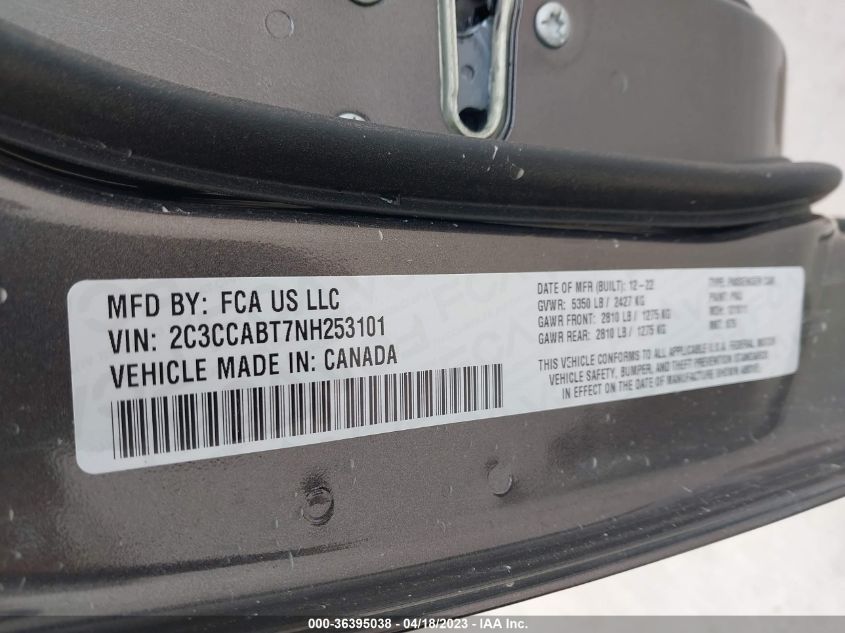 MFD BY: FCA US LLC
VIN: 2C3CCABT7NH253101
VEHICLE MADE IN: CANADA
DATE OF MFR (BUILT): 12-22
GVWR: 5350 LB / 2427 KG
GAWR FRONT: 2810 LB / 1275 KG
GAWR REAR: 2810 LB / 1275 KG
TYPE: PASSENGER CAR
PAINT:
MDH:
THIS VEHICLE CONFORMS TO ALL APPLICABLE U.S.A. FEDERAL MOTOR
VEHICLE SAFETY, BUMPER, AND THEFT PREVENTION STANDARDS
IN EFFECT ON THE DATE OF MANUFACTURE SHOWN ABOVE.
000-36395038 - 04/18/2023 - IAA Inc.